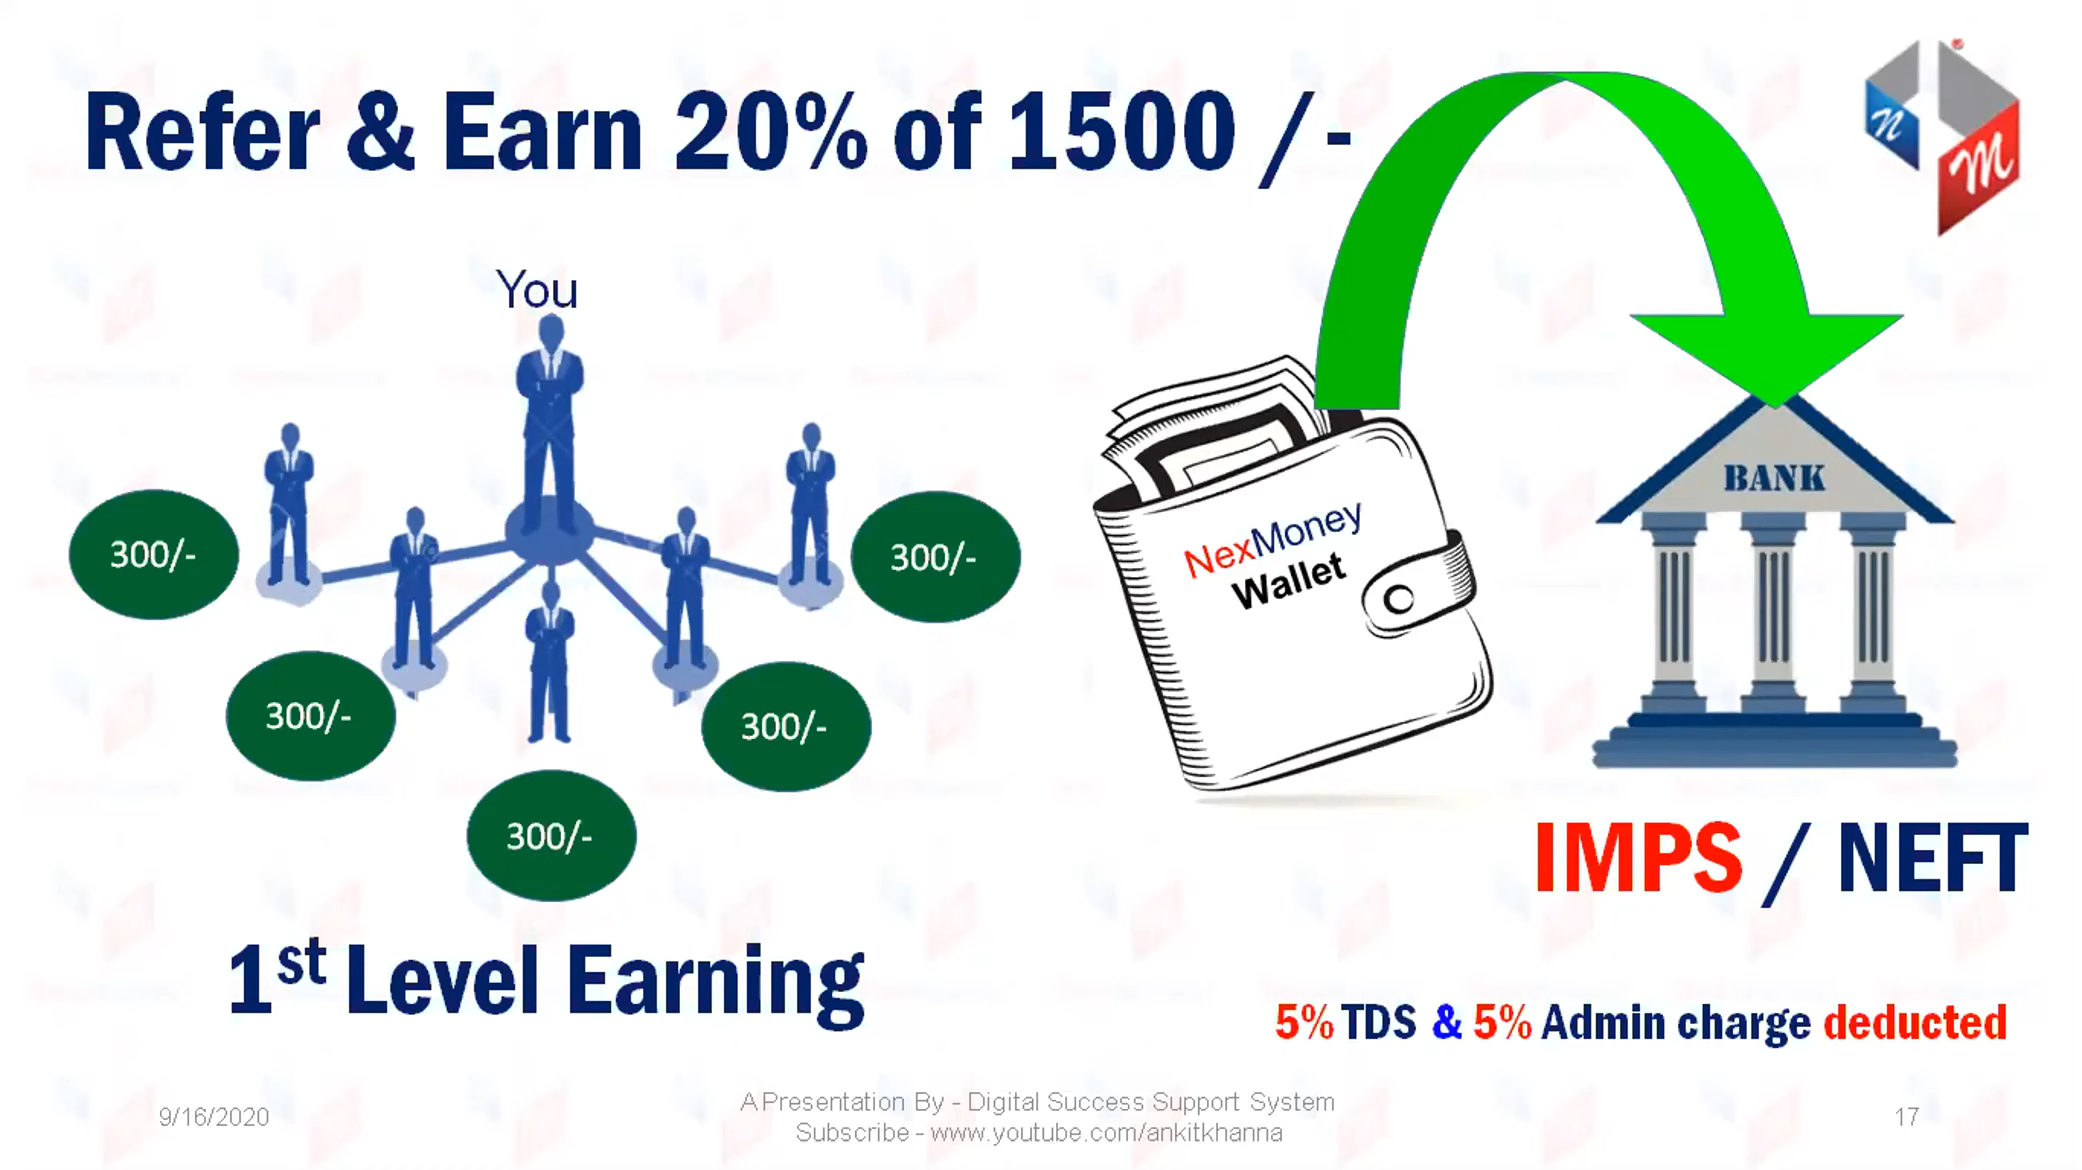 Refer & Earn 20% of 1500 /-
n
M
You
300/-
300/-
300/-
300/-
300/-
NexMoney
Wallet
BANK
IMPS / NEFT
1st Level Earning
5% TDS & 5% Admin charge deducted
9/16/2020
A Presentation By - Digital Success Support System
Subscribe - www.youtube.com/ankitkhanna
17